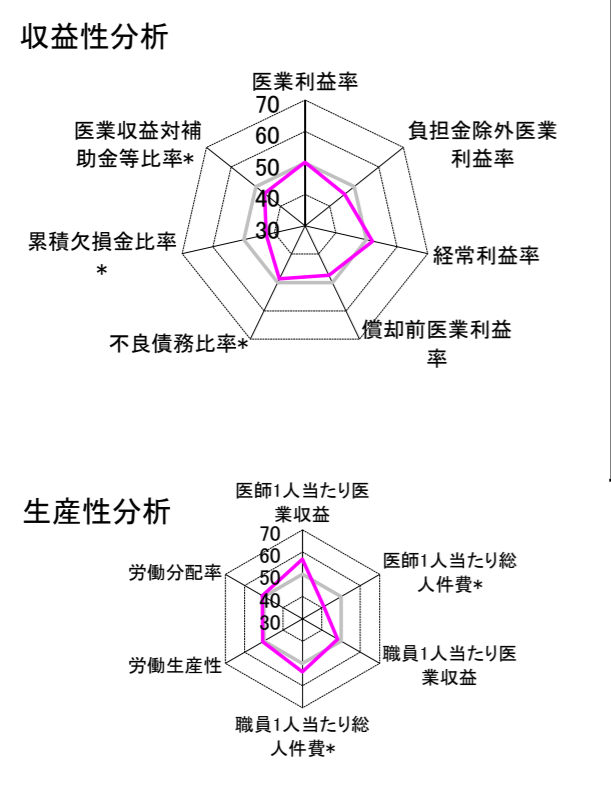 収益性分析
医業利益率
70
60
50
40
30
負担金除外医業
利益率
経常利益率
償却前医業利益
率
不良債務比率*
累積欠損金比率
*
医業収益対補
助金等比率*
生産性分析
医師1人当たり医
業収益
70
60
50
40
30
医師1人当たり総
人件費*
職員1人当たり医
業収益
職員1人当たり総
人件費*
労働生産性
労働分配率